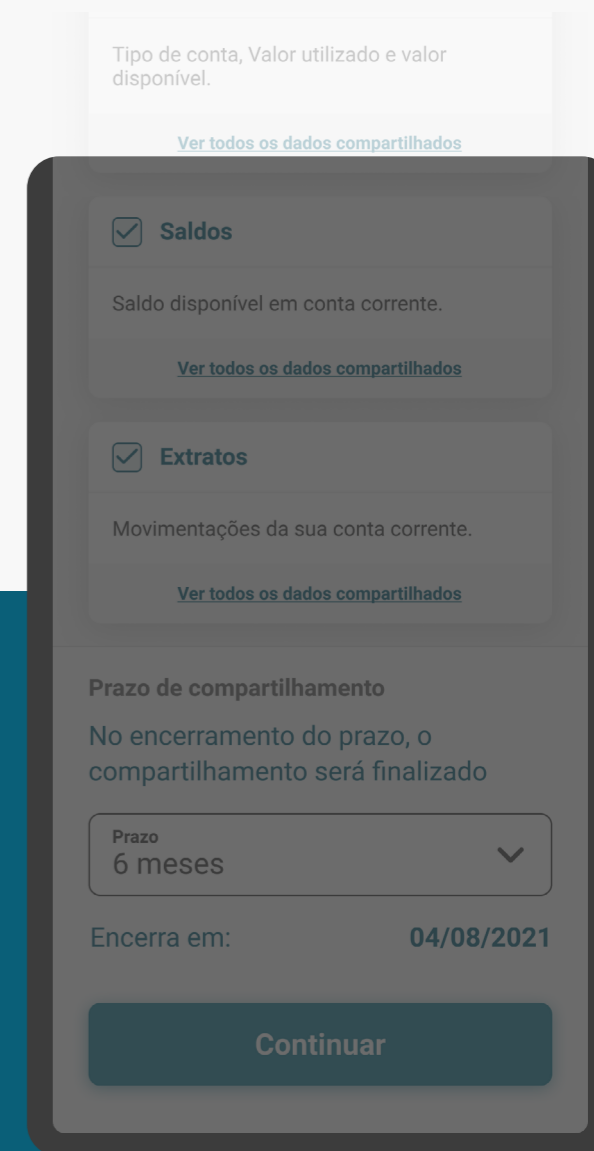 Tipo de conta, Valor utilizado e valor
disponível.
Ver todos os dados compartilhados
Saldos
Saldo disponível em conta corrente.
Ver todos os dados compartilhados
Extratos
Movimentações da sua conta corrente.
Ver todos os dados compartilhados
Prazo de compartilhamento
No encerramento do prazo, o
compartilhamento será finalizado
Prazo
6 meses
Encerra em: 04/08/2021
Continuar